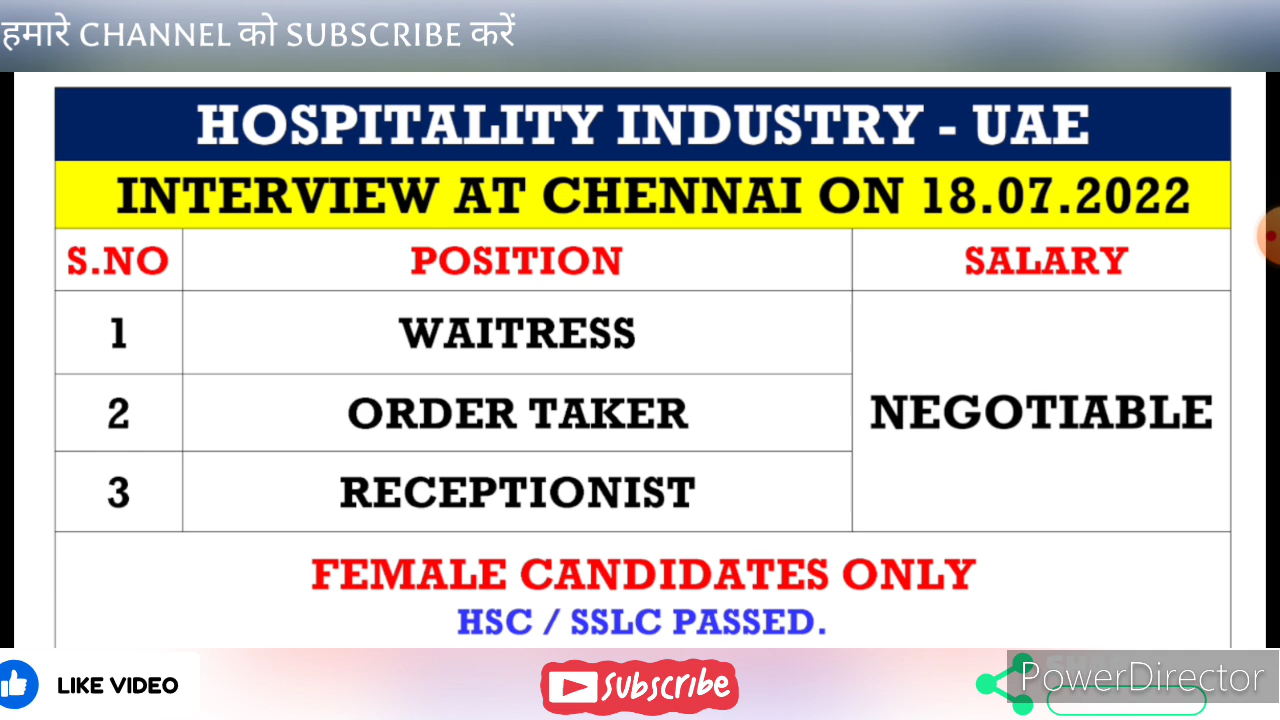 हमारे CHANNEL को SUBSCRIBE करें
HOSPITALITY INDUSTRY - UAE
INTERVIEW AT CHENNAI ON 18.07.2022
S.NO POSITION SALARY
1 WAITRESS
2 ORDER TAKER NEGOTIABLE
3 RECEPTIONIST
FEMALE CANDIDATES ONLY
HSC / SSLC PASSED.
LIKE VIDEO
Subscribe
PowerDirector